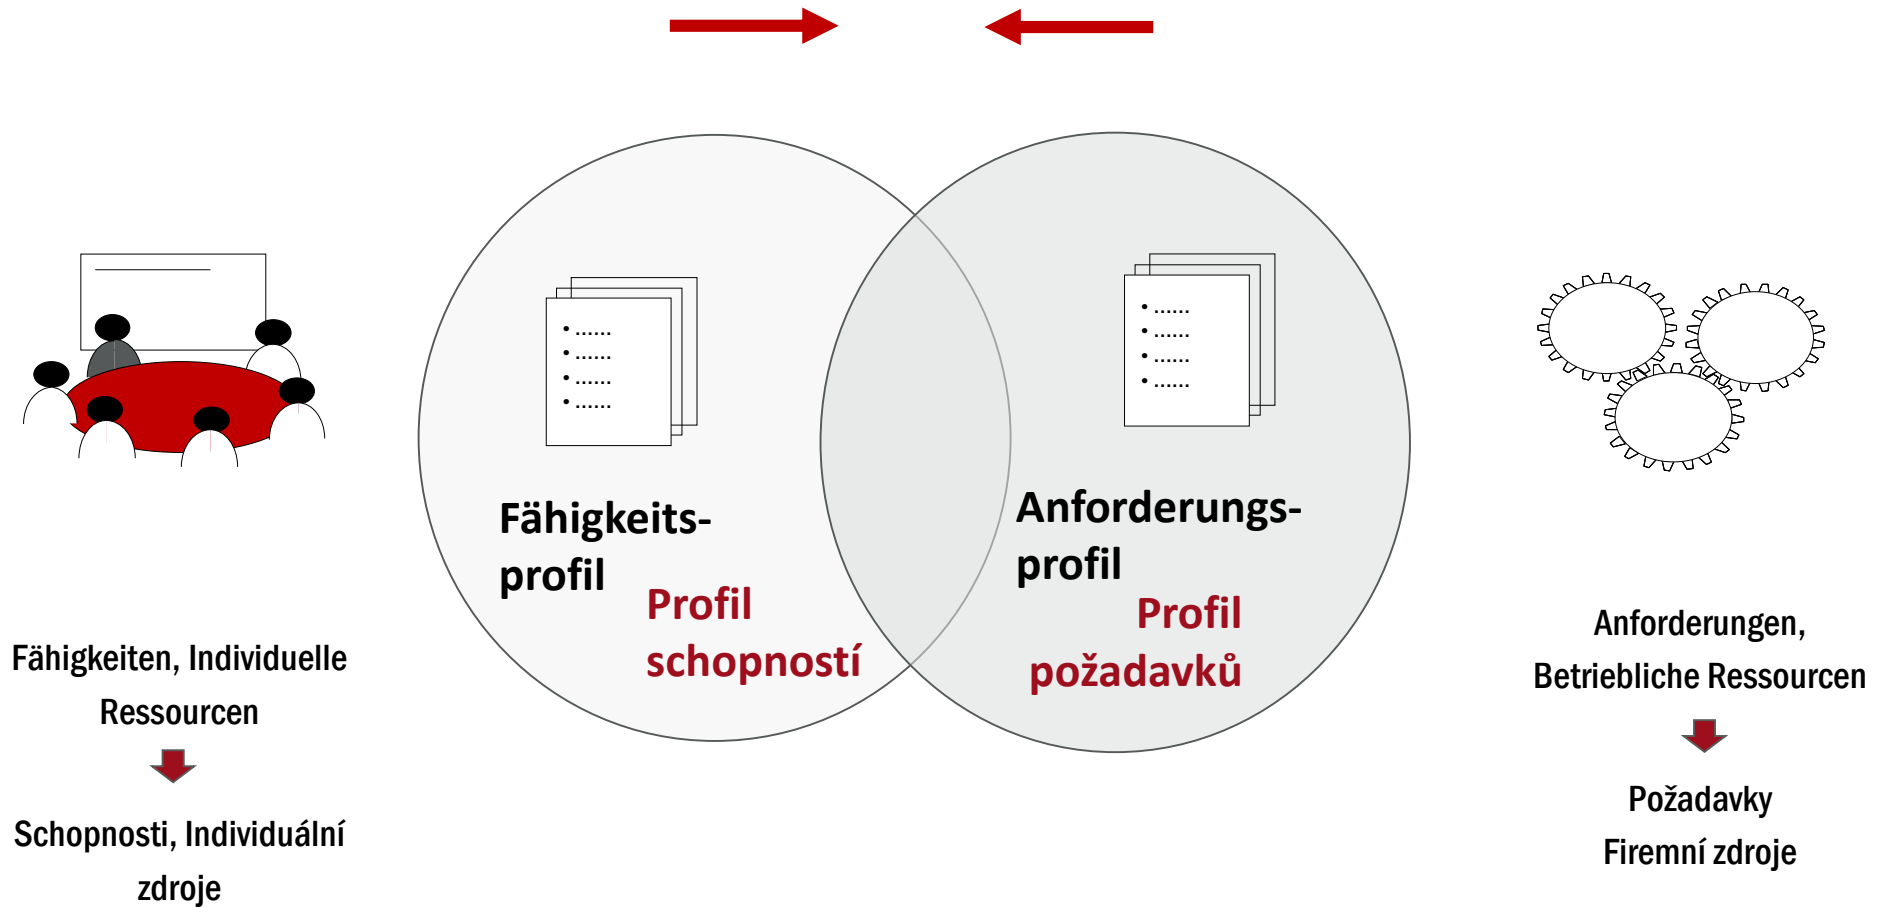 • ......
• ......
• ......
• ......
Fähigkeits-
profil
Profil
schopností
• ......
• ......
• ......
• ......
Anforderungs-
profil
Profil
požadavků
Fähigkeiten, Individuelle
Ressourcen
Schopnosti, Individuální
zdroje
Anforderungen,
Betriebliche Ressourcen
Požadavky
Firemní zdroje